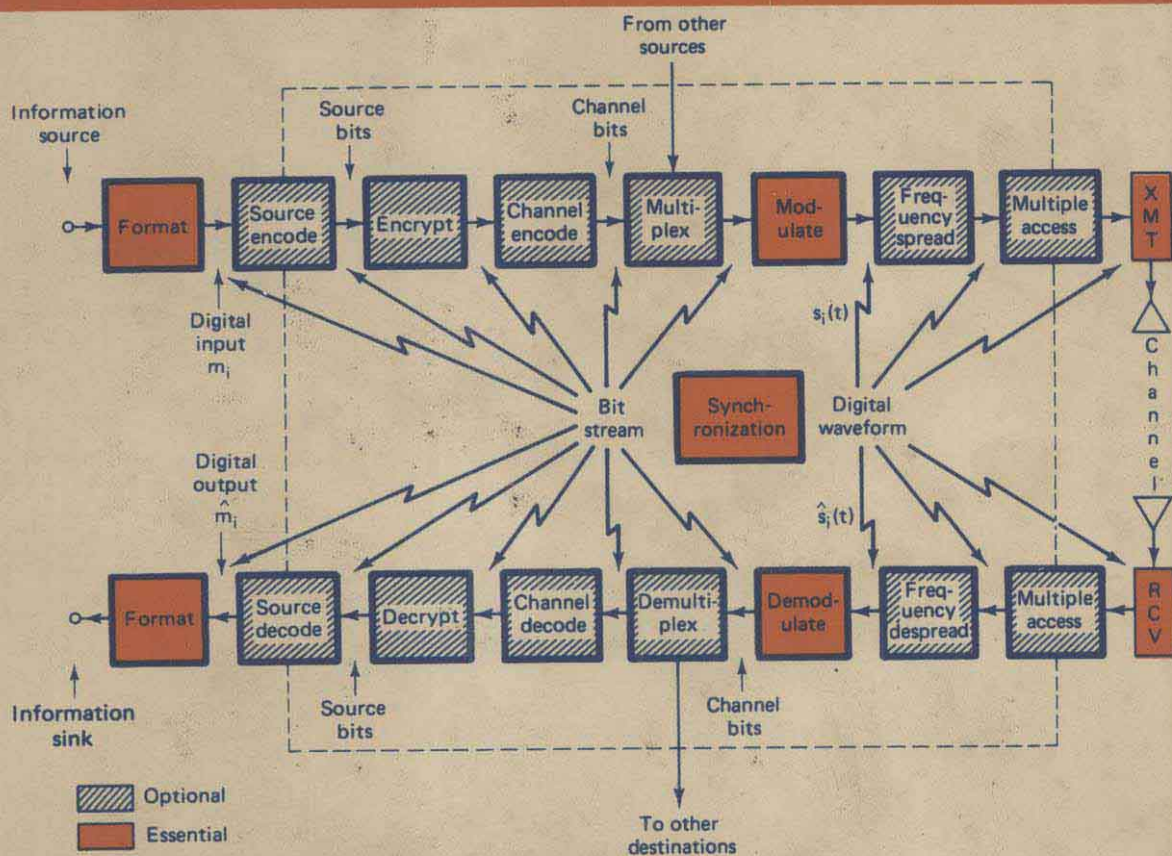 From other
sources
Information
source
Source
bits
Channel
bits
Format
Source
encode
Encrypt
Channel
encode
Multi-
plex
Mod-
ulate
Freq-
uency
spread
Multiple
access
X
M
T
Digital
input
mᵢ
sᵢ(t)
C
h
a
n
n
e
l
Bit
stream
Synch-
ronization
Digital
waveform
Digital
output
m̂ᵢ
ŝᵢ(t)
Format
Source
decode
Decrypt
Channel
decode
Demulti-
plex
Demod-
ulate
Freq-
uency
despread
Multiple
access
R
C
V
Information
sink
Source
bits
Channel
bits
Optional
Essential
To other
destinations